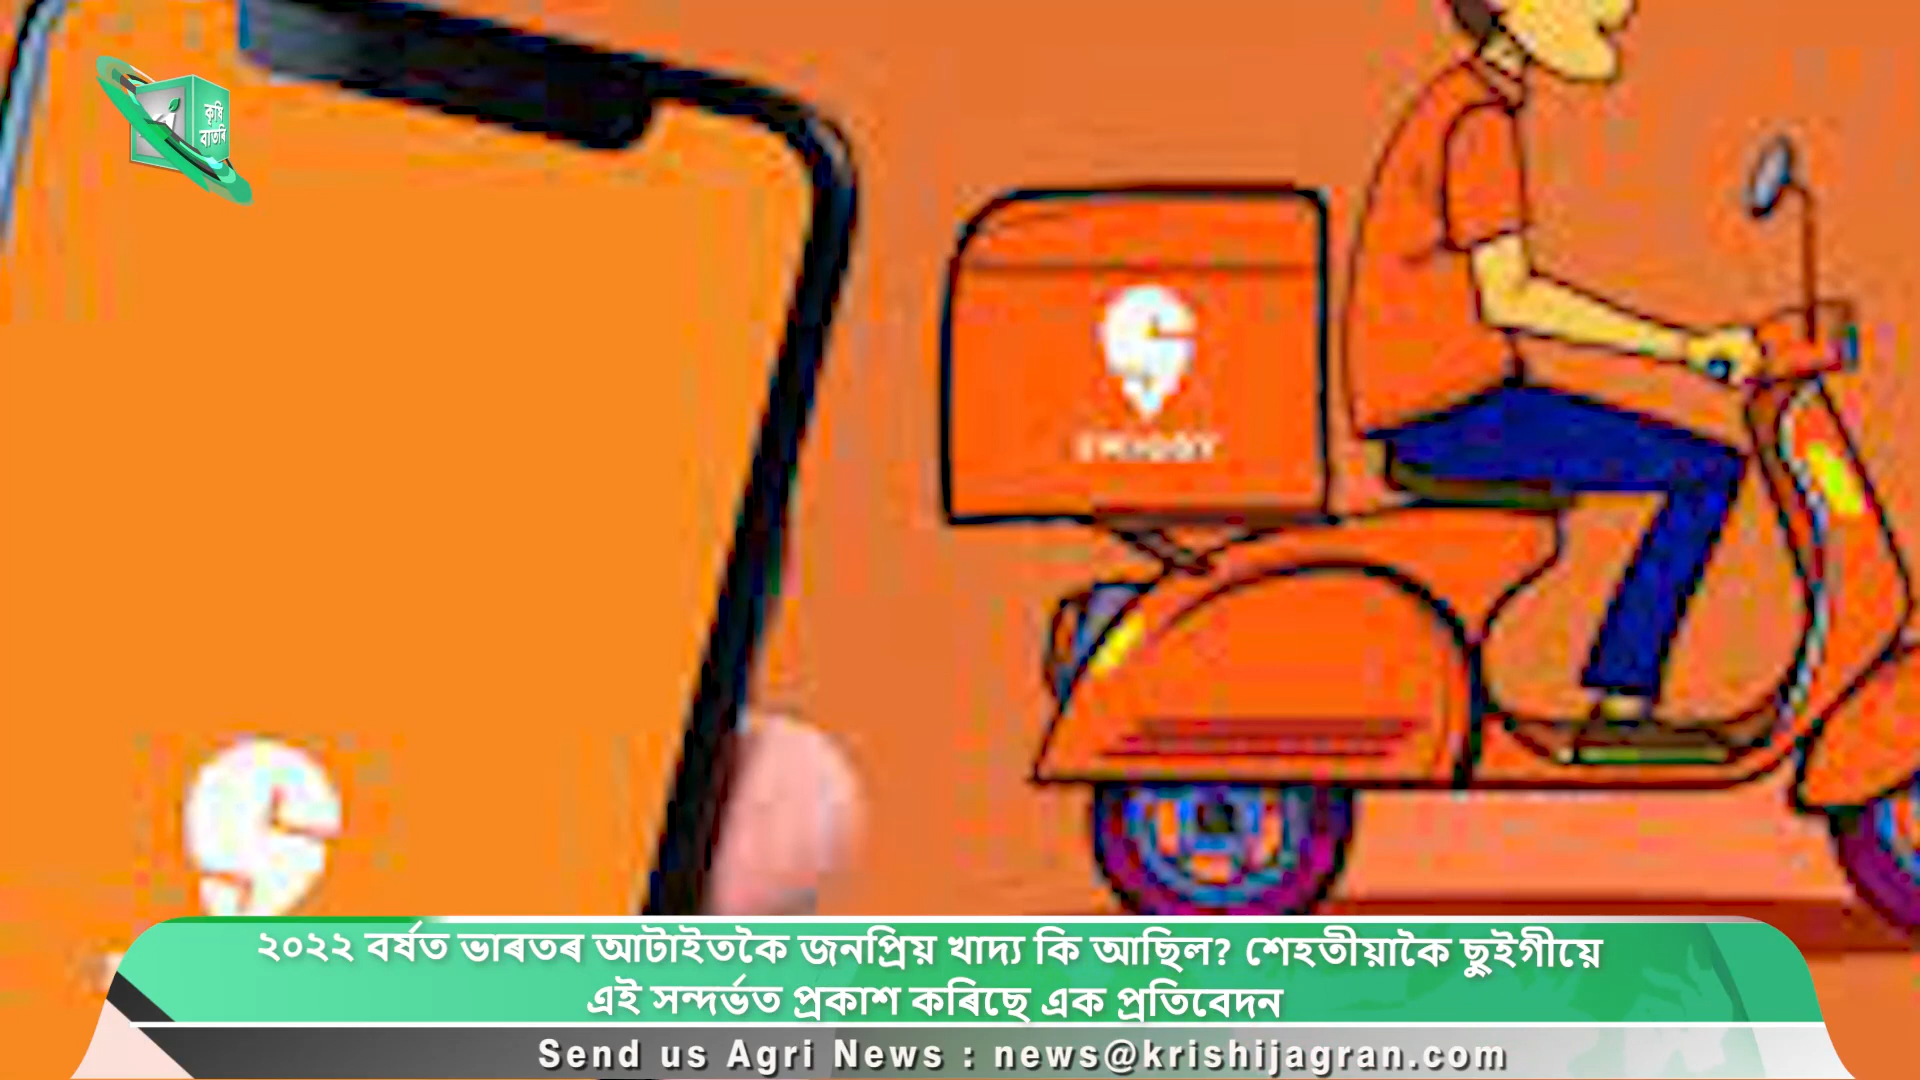 কৃষি
বাতৰি
২০২২ বৰ্ষত ভাৰতৰ আটাইতকৈ জনপ্ৰিয় খাদ্য কি আছিল? শেহতীয়াকৈ ছুইগীয়ে
এই সন্দৰ্ভত প্ৰকাশ কৰিছে এক প্ৰতিবেদন
Send us Agri News : news@krishijagran.com